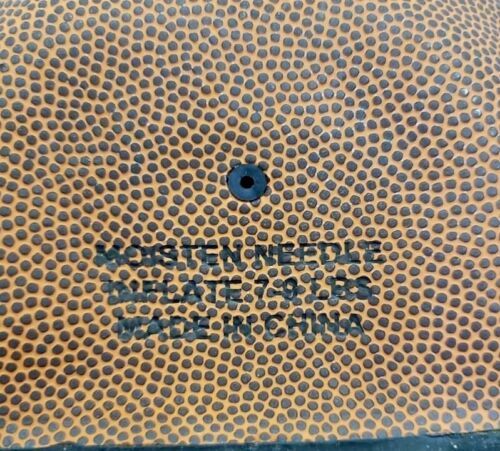 MOISTEN NEEDLE
INFLATE 7-9 LBS
MADE IN CHINA